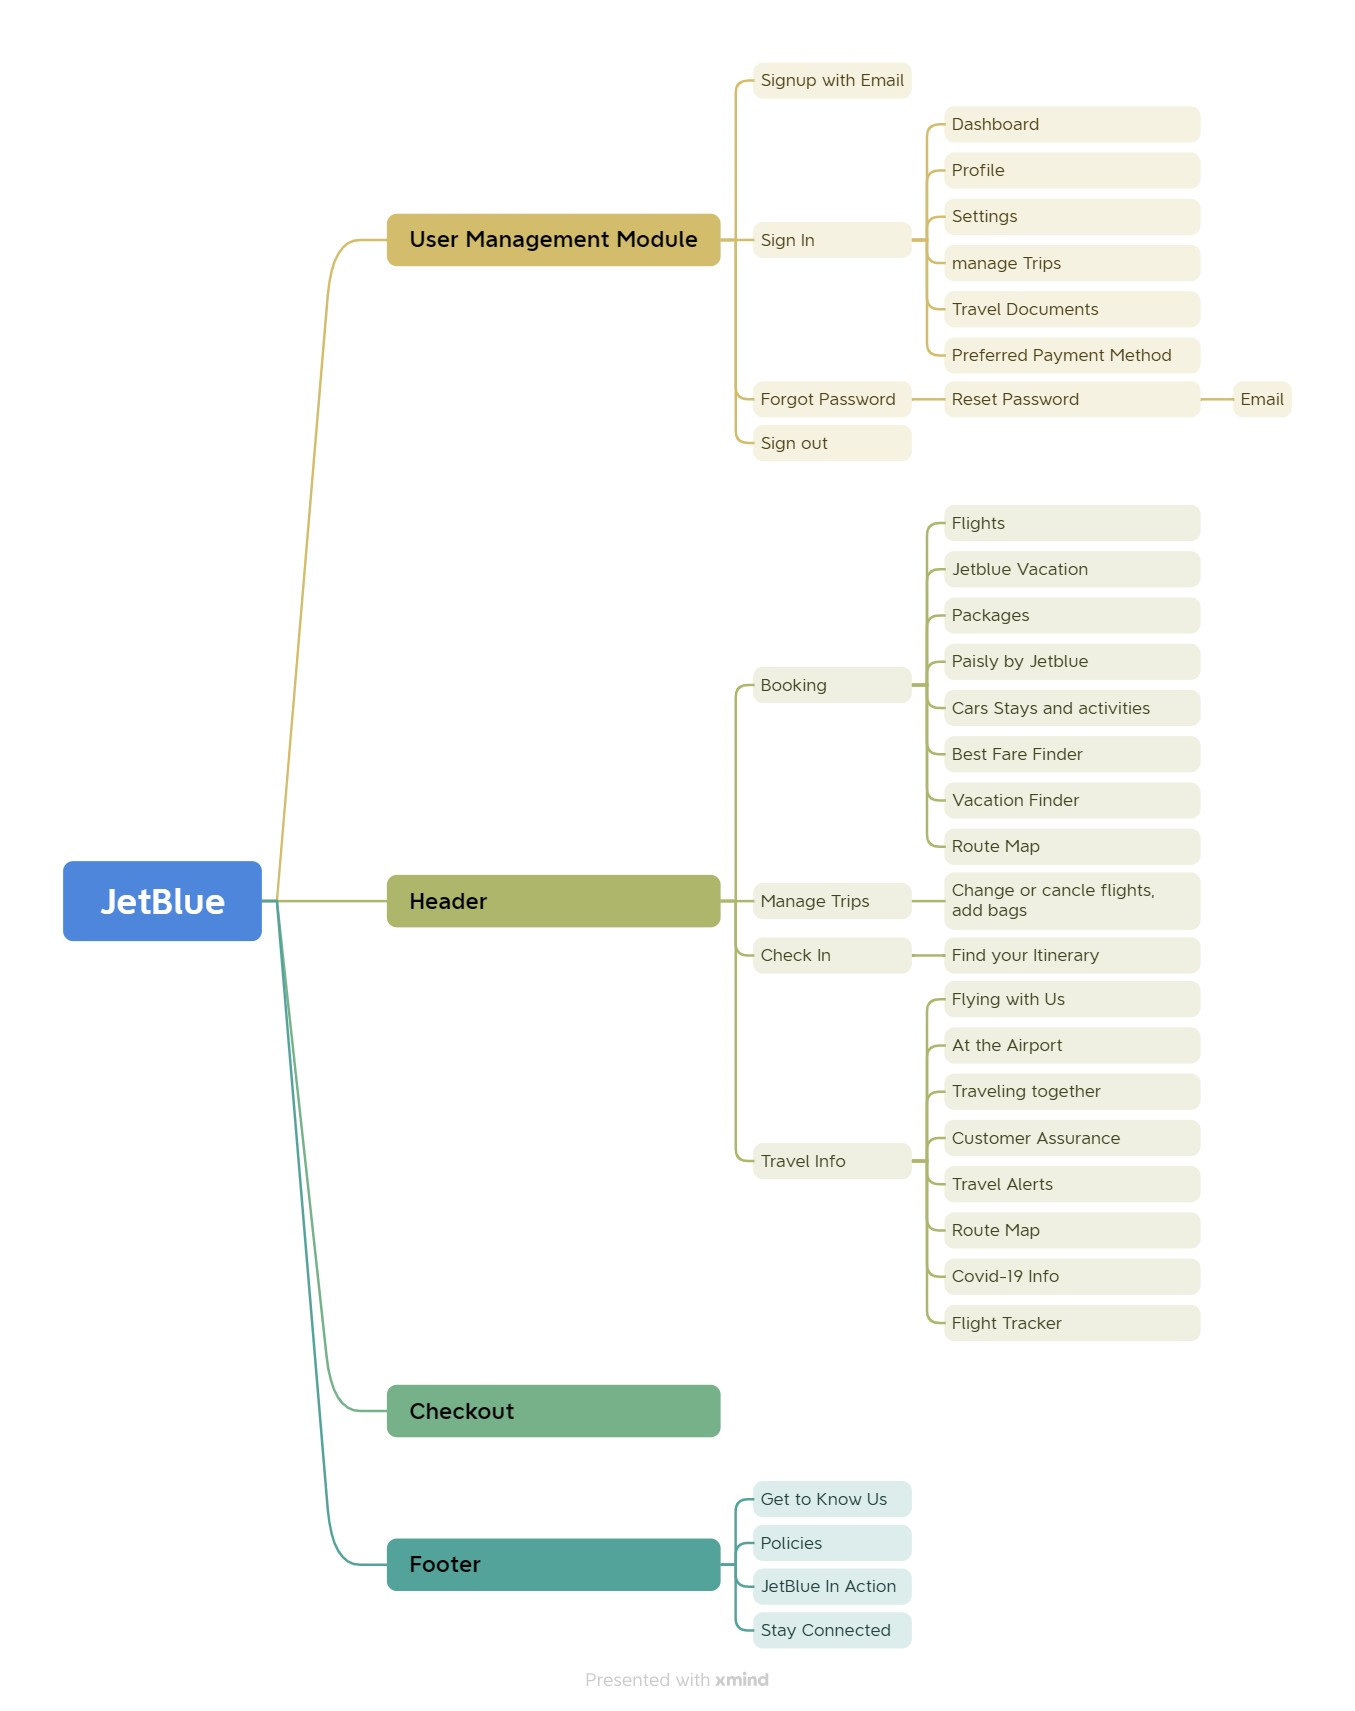 Signup with Email
Dashboard
Profile
Settings
User Management Module
Sign In
manage Trips
Travel Documents
Preferred Payment Method
Forgot Password
Reset Password
Email
Sign out
Flights
Jetblue Vacation
Packages
Paisly by Jetblue
Booking
Cars Stays and activities
Best Fare Finder
Vacation Finder
Route Map
JetBlue
Header
Manage Trips
Change or cancle flights,
add bags
Check In
Find your Itinerary
Flying with Us
At the Airport
Traveling together
Customer Assurance
Travel Info
Travel Alerts
Route Map
Covid-19 Info
Flight Tracker
Checkout
Get to Know Us
Policies
Footer
JetBlue In Action
Stay Connected
Presented with xmind